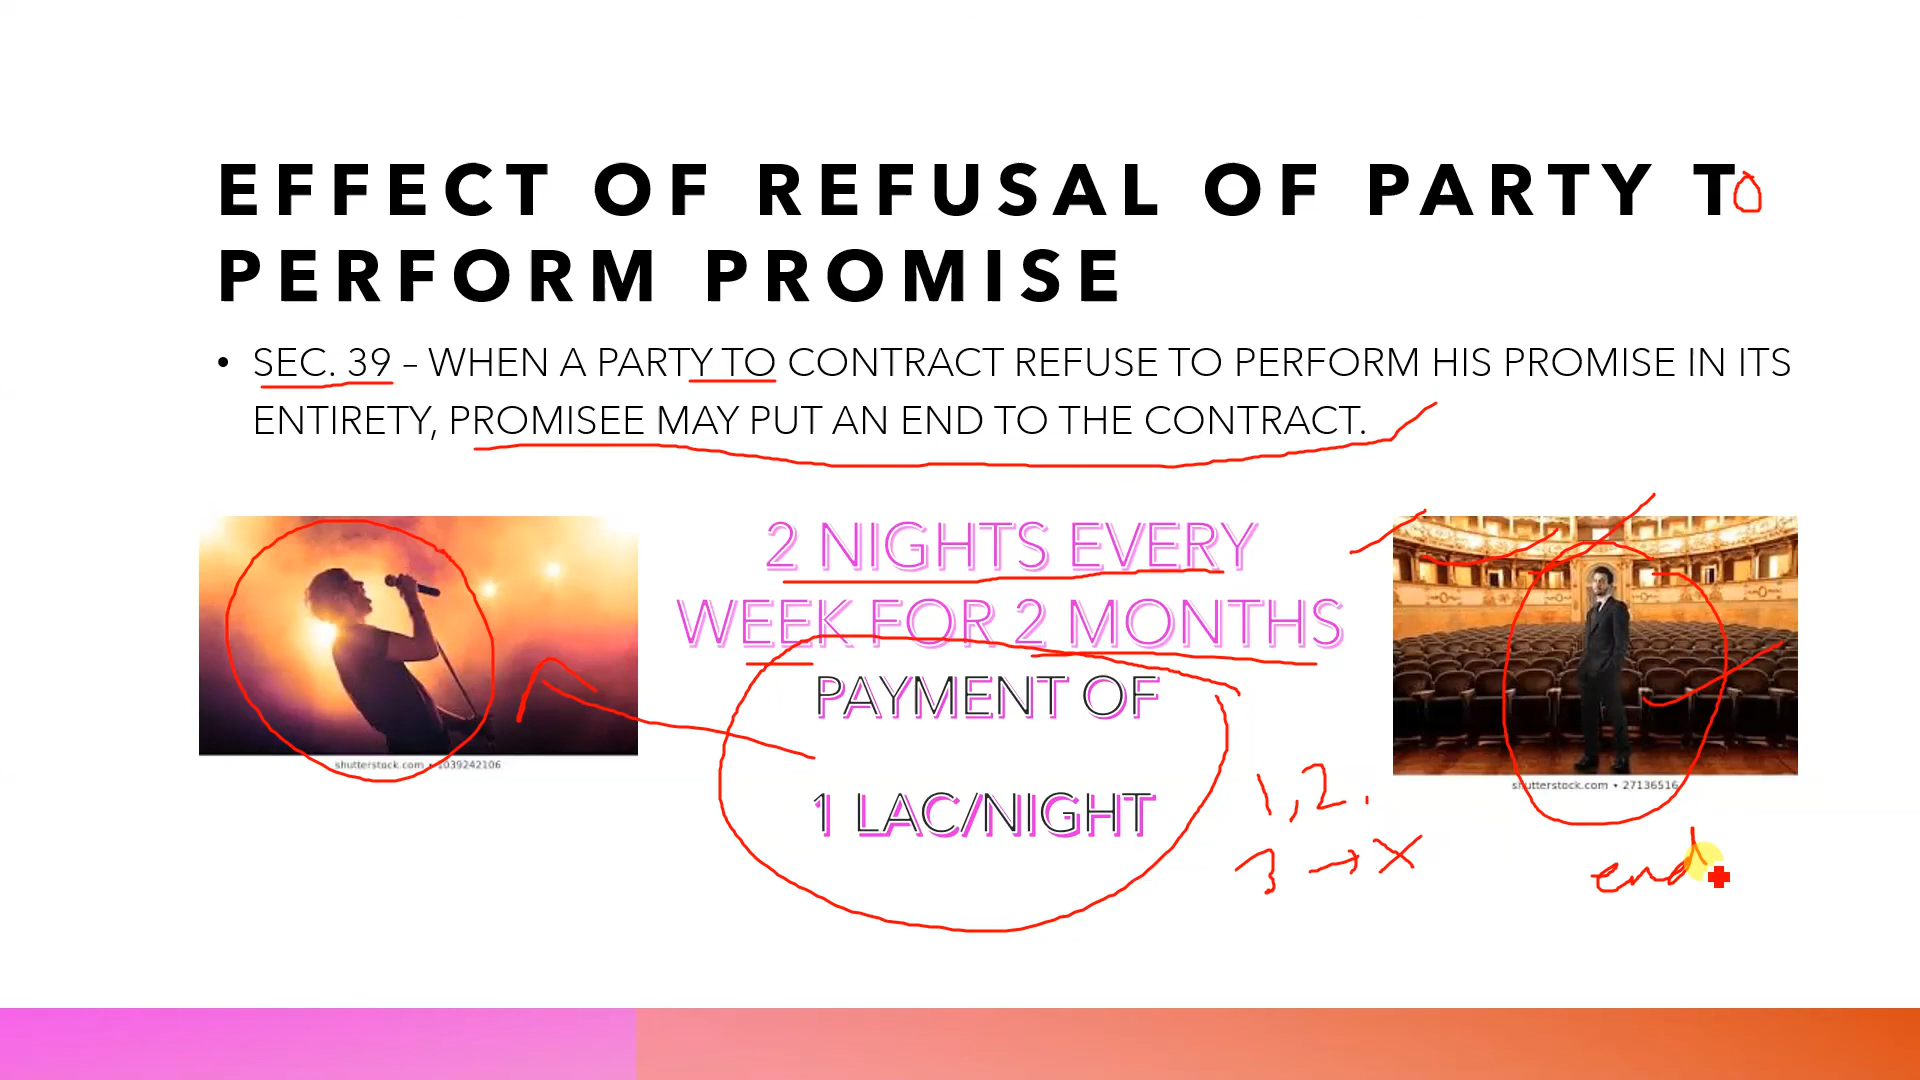 EFFECT OF REFUSAL OF PARTY TO
PERFORM PROMISE
• SEC. 39 – WHEN A PARTY TO CONTRACT REFUSE TO PERFORM HIS PROMISE IN ITS
ENTIRETY, PROMISEE MAY PUT AN END TO THE CONTRACT.
2 NIGHTS EVERY
WEEK FOR 2 MONTHS
PAYMENT OF
1 LAC/NIGHT
shutterstock.com • 1039242106
shutterstock.com • 27136516
1, 2.
3 → X
end